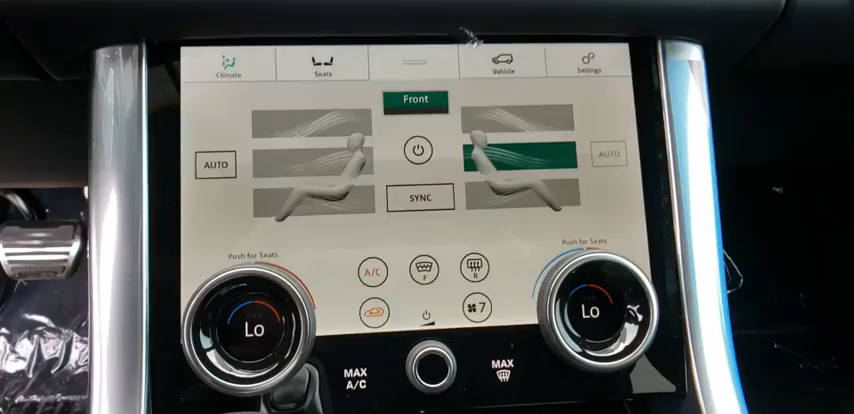 Climate
Seats
Vehicle
Settings
Front
AUTO
AUTO
SYNC
Push for Seats
Push for Seats
A/C
F
R
7
Lo
Lo
MAX
A/C
MAX